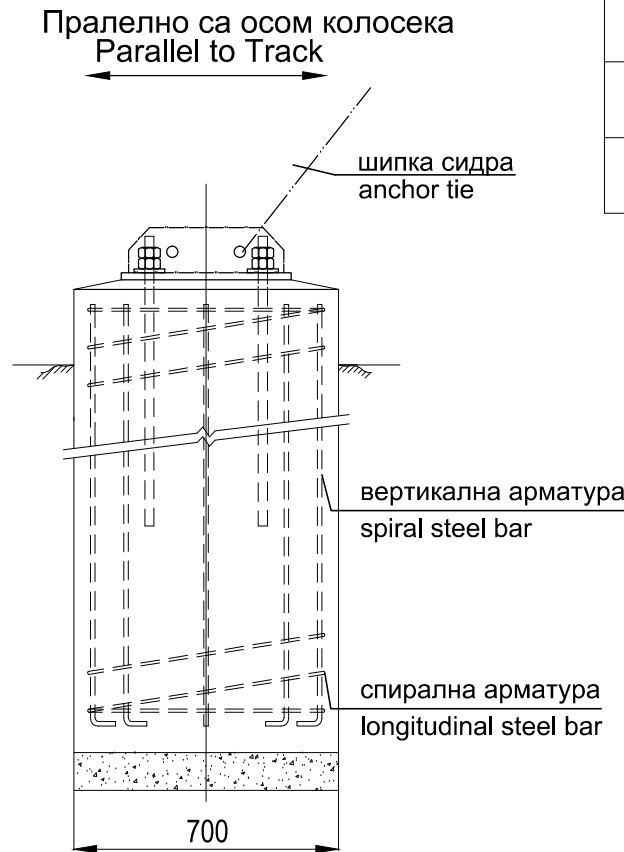 Пралелно са осом колосека
Parallel to Track
шипка сидра
anchor tie
вертикална арматура
spiral steel bar
спирална арматура
longitudinal steel bar
700